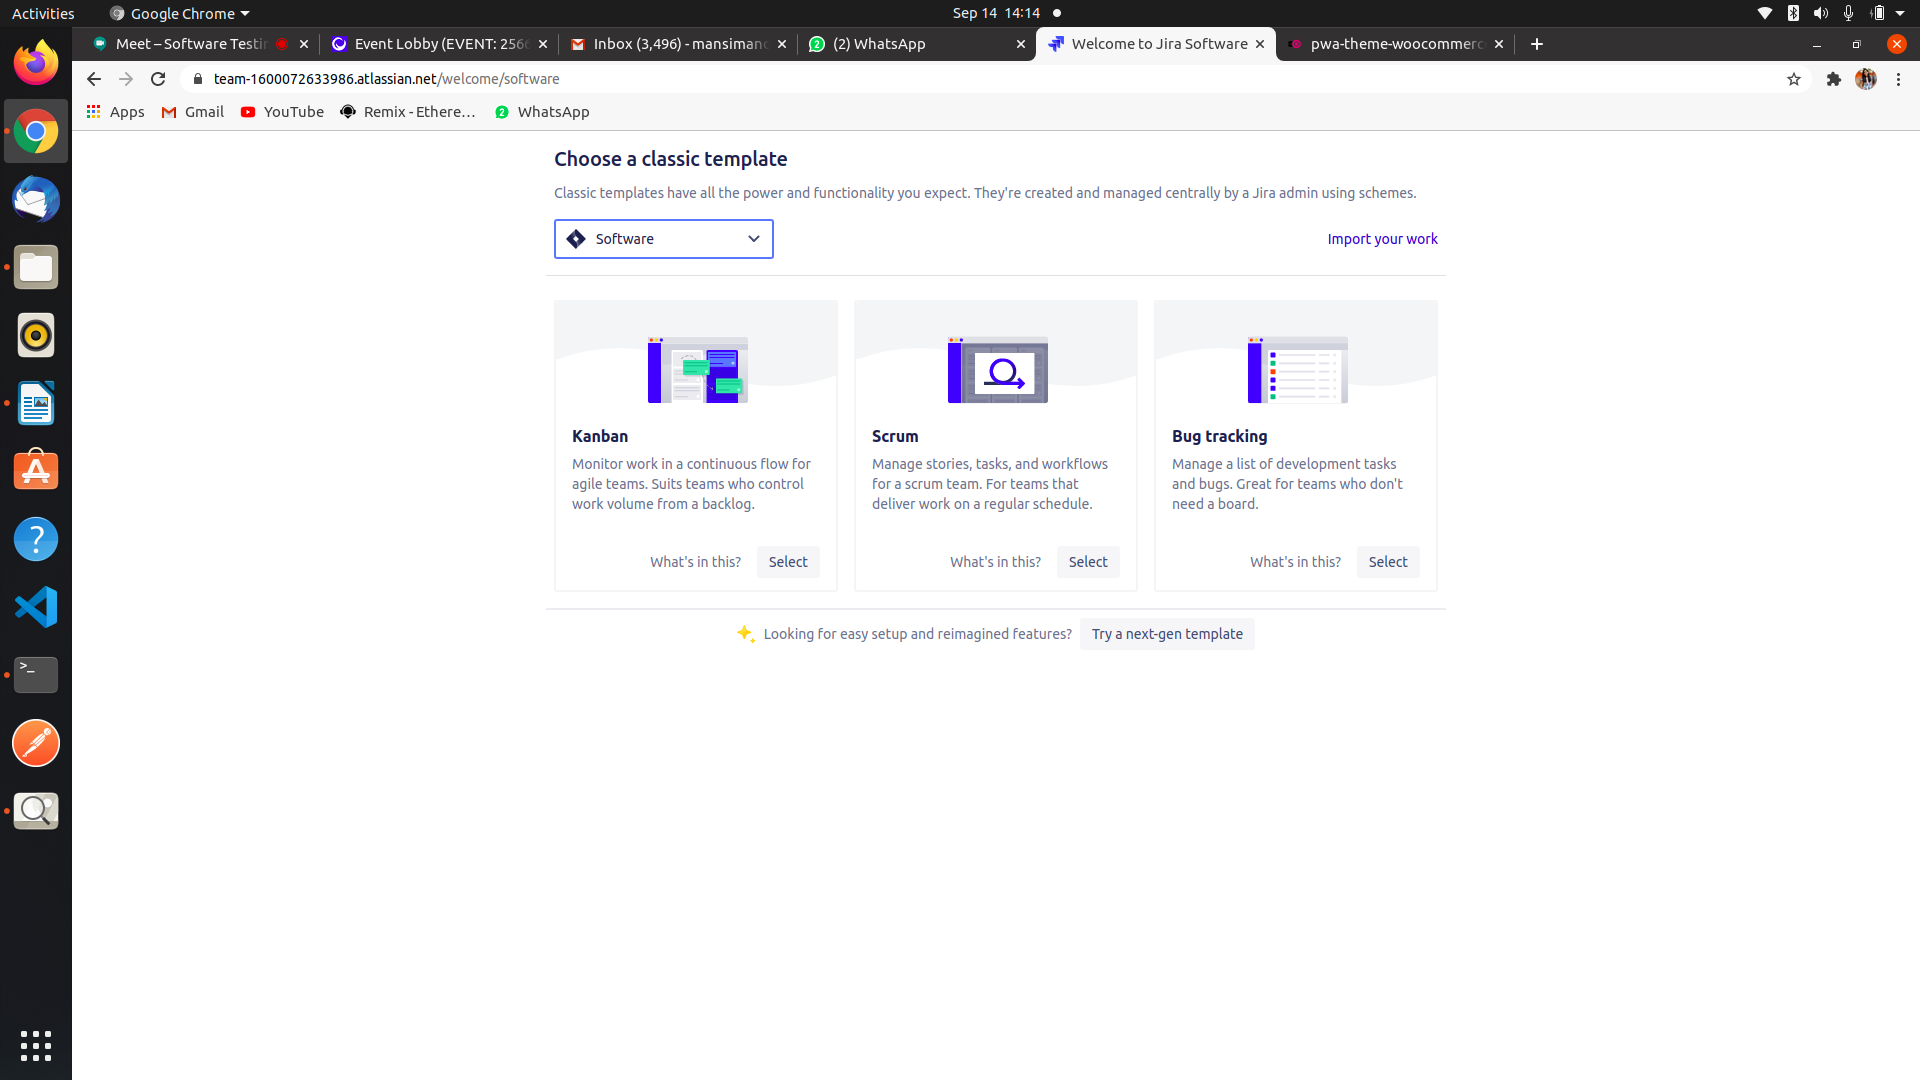 Activities
Google Chrome
Sep 14 14:14
Meet – Software Testin
Event Lobby (EVENT: 256
Inbox (3,496) - mansimand
(2) WhatsApp
Welcome to Jira Software
pwa-theme-woocommerc
team-1600072633986.atlassian.net/welcome/software
Apps
Gmail
YouTube
Remix - Ethere...
WhatsApp
Choose a classic template
Classic templates have all the power and functionality you expect. They're created and managed centrally by a Jira admin using schemes.
Software
Import your work
Kanban
Monitor work in a continuous flow for
agile teams. Suits teams who control
work volume from a backlog.
What's in this?
Select
Scrum
Manage stories, tasks, and workflows
for a scrum team. For teams that
deliver work on a regular schedule.
What's in this?
Select
Bug tracking
Manage a list of development tasks
and bugs. Great for teams who don't
need a board.
What's in this?
Select
Looking for easy setup and reimagined features?
Try a next-gen template